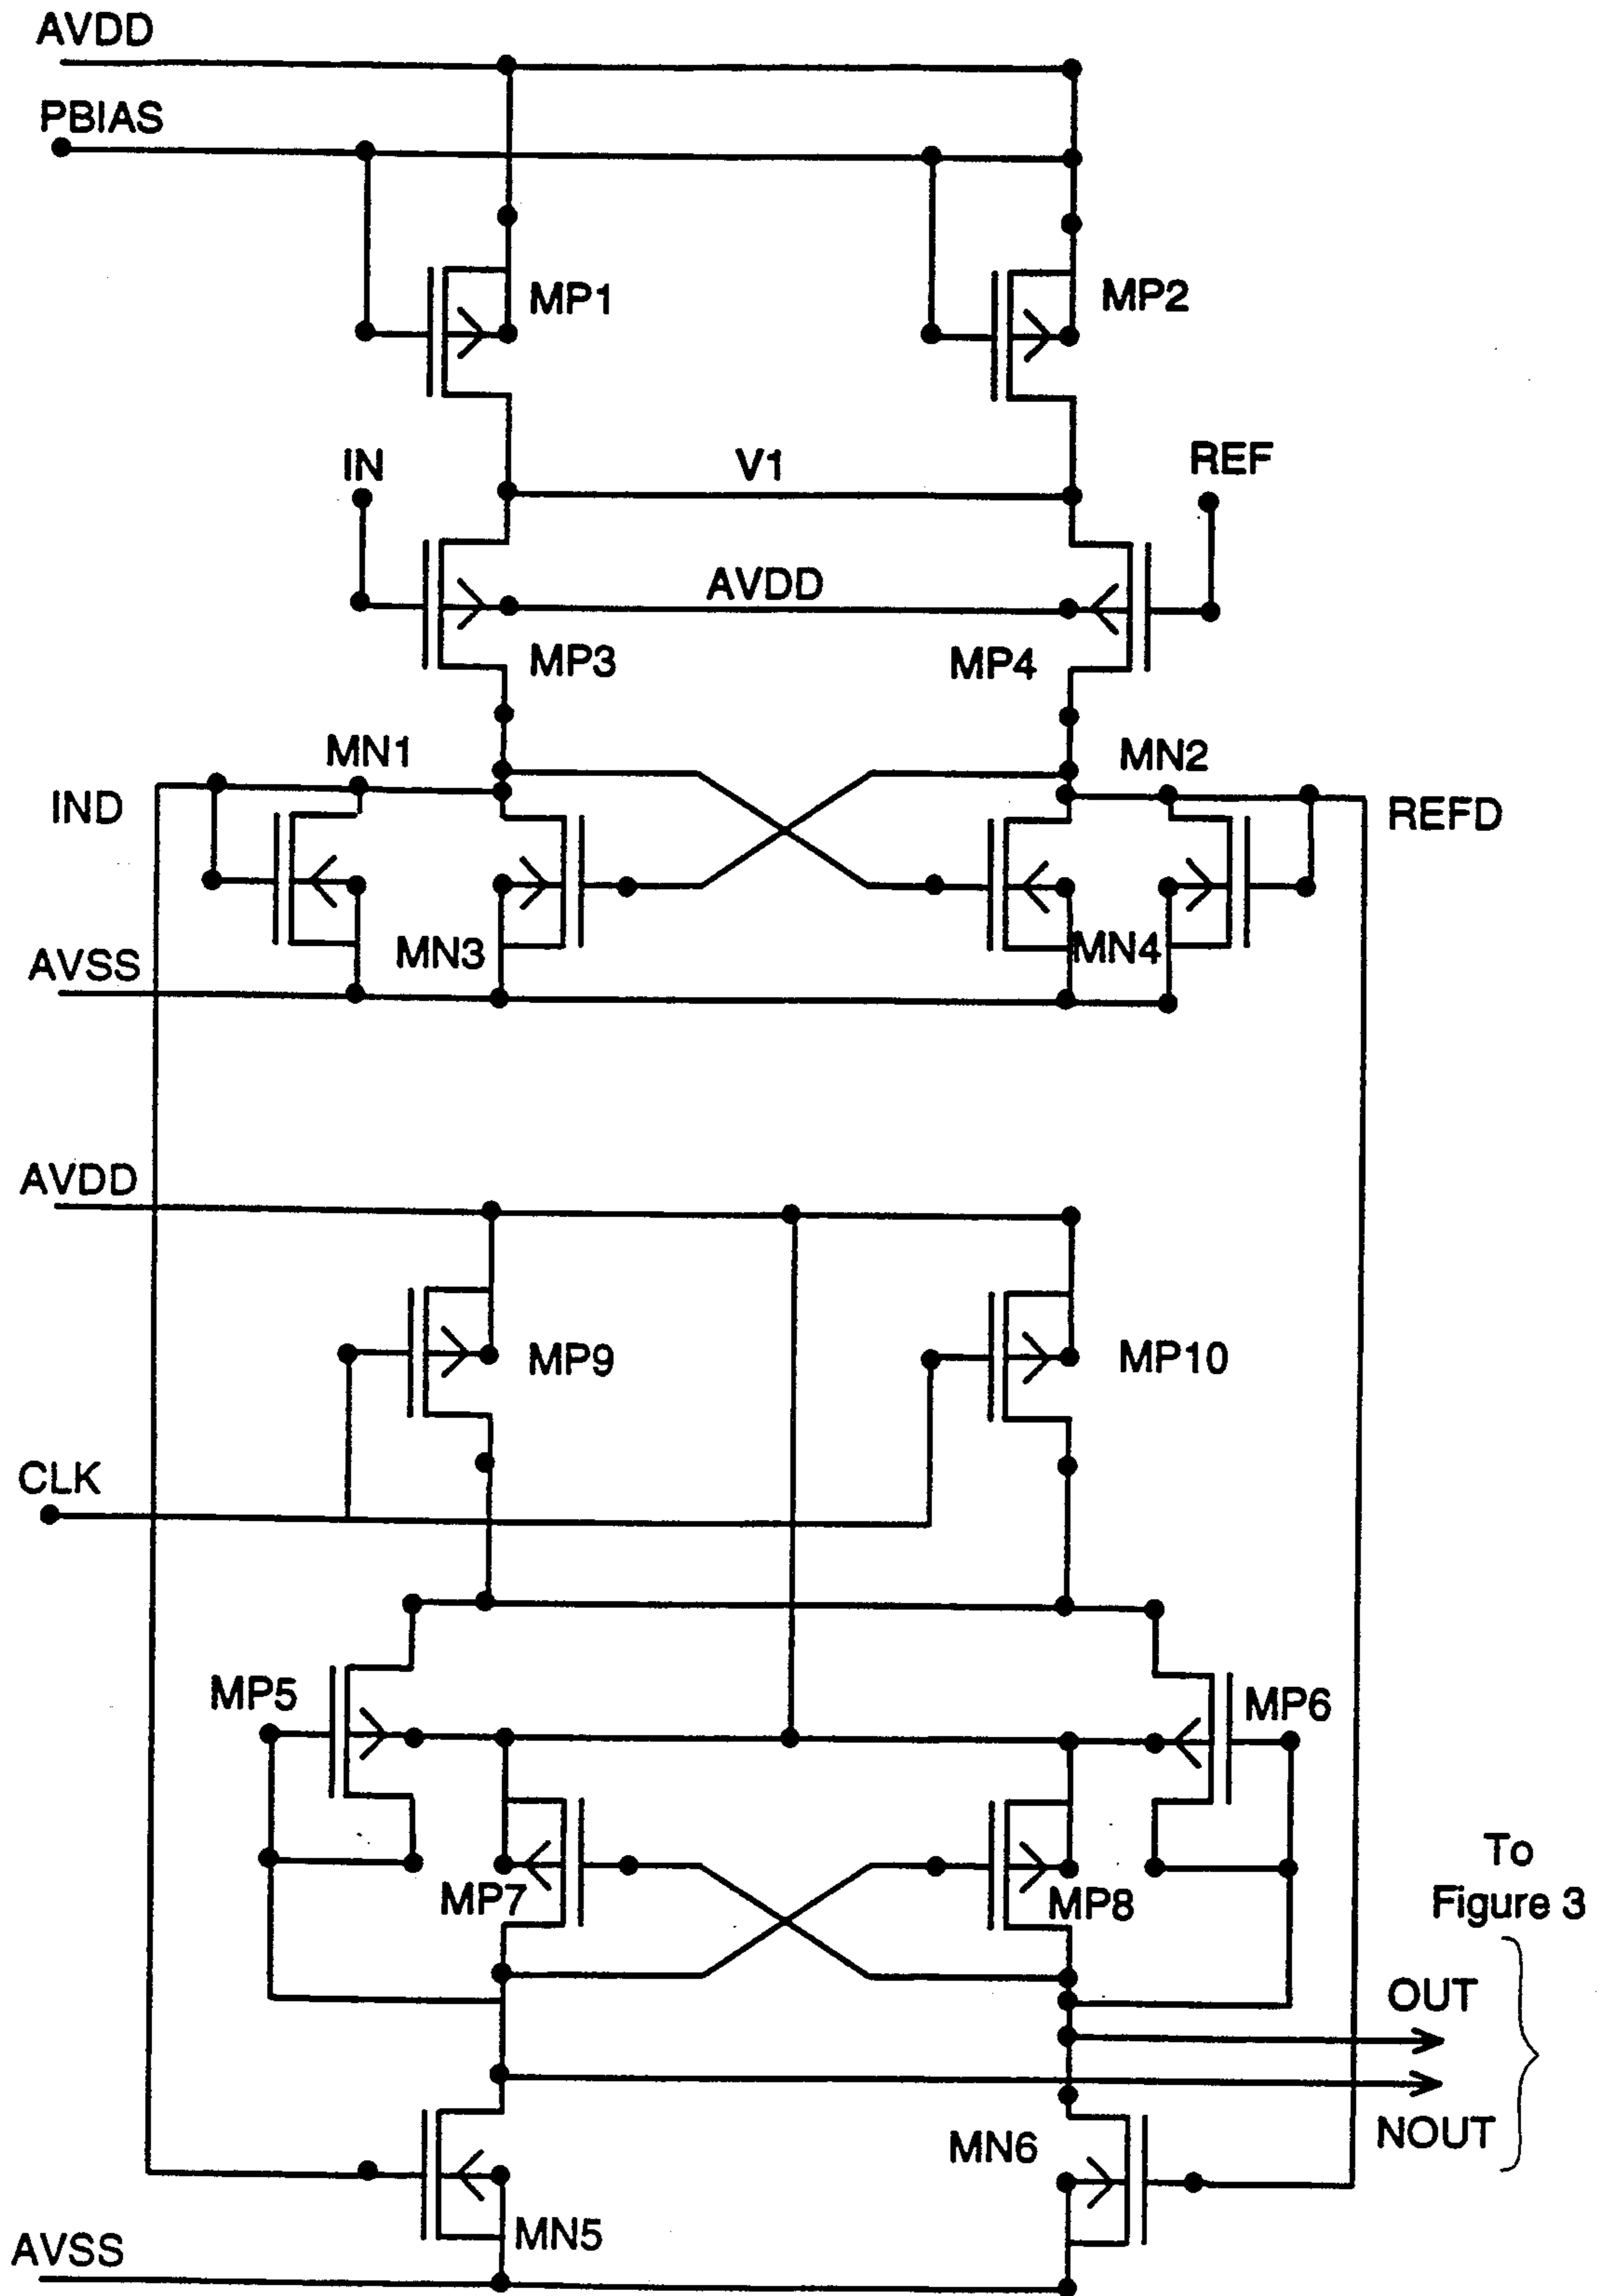 AVDD
PBIAS
MP1
MP2
IN
V1
REF
AVDD
MP3
MP4
MN1
MN2
IND
REFD
MN3
MN4
AVSS
AVDD
MP9
MP10
CLK
MP5
MP6
MP7
MP8
To
Figure 3
OUT
NOUT
MN6
MN5
AVSS